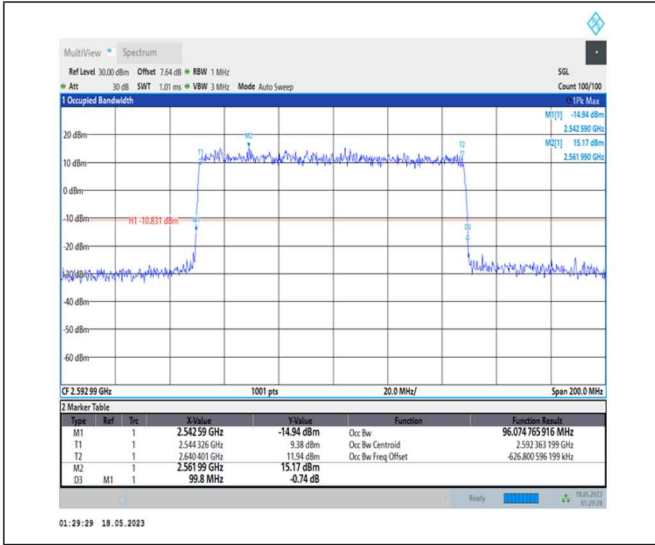 MultiView Spectrum
Ref Level 30.00 dBm Offset 7.64 dB RBW 1 MHz SGL
Att 30 dB SWT 1.01 ms VBW 3 MHz Mode Auto Sweep Count 100/100
1 Occupied Bandwidth 1Pk Max
M1[1] -14.94 dBm
2.542 590 GHz
M2[1] 15.17 dBm
2.561 990 GHz
20 dBm
M2
T1
T2
10 dBm
0 dBm
-10 dBm
H1 -10.831 dBm
M1
D3
-20 dBm
-30 dBm
-40 dBm
-50 dBm
-60 dBm
CF 2.592 99 GHz 1001 pts 20.0 MHz/ Span 200.0 MHz
2 Marker Table
Type Ref Trc X-Value Y-Value Function Function Result
M1 1 2.542 59 GHz -14.94 dBm Occ Bw 96.074 765 916 MHz
T1 1 2.544 326 GHz 9.38 dBm Occ Bw Centroid 2.592 363 199 GHz
T2 1 2.640 401 GHz 11.94 dBm Occ Bw Freq Offset -626.800 596 199 kHz
M2 1 2.561 99 GHz 15.17 dBm
D3 M1 1 99.8 MHz -0.74 dB
Ready 18.05.2023
01:29:28
01:29:29 18.05.2023